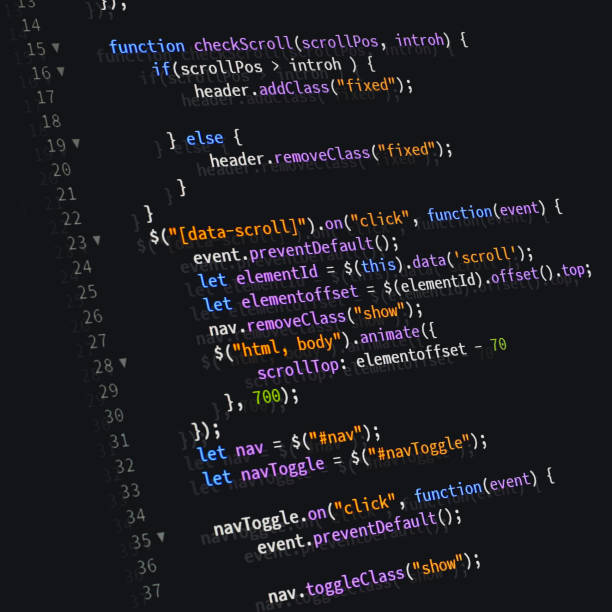 13 });
14
15 function checkScroll(scrollPos, introh) {
16 if(scrollPos > introh ) {
17 header.addClass("fixed");
18
19 } else {
20 header.removeClass("fixed");
21 }
22 }
23 $("[data-scroll]").on("click", function(event) {
24 event.preventDefault();
25 let elementId = $(this).data('scroll');
26 let elementoffset = $(elementId).offset().top;
27 nav.removeClass("show");
28 $("html, body").animate({
29 scrollTop: elementoffset - 70
30 }, 700);
31 });
32 let nav = $("#nav");
33 let navToggle = $("#navToggle");
34
35 navToggle.on("click", function(event) {
36 event.preventDefault();
37 nav.toggleClass("show");